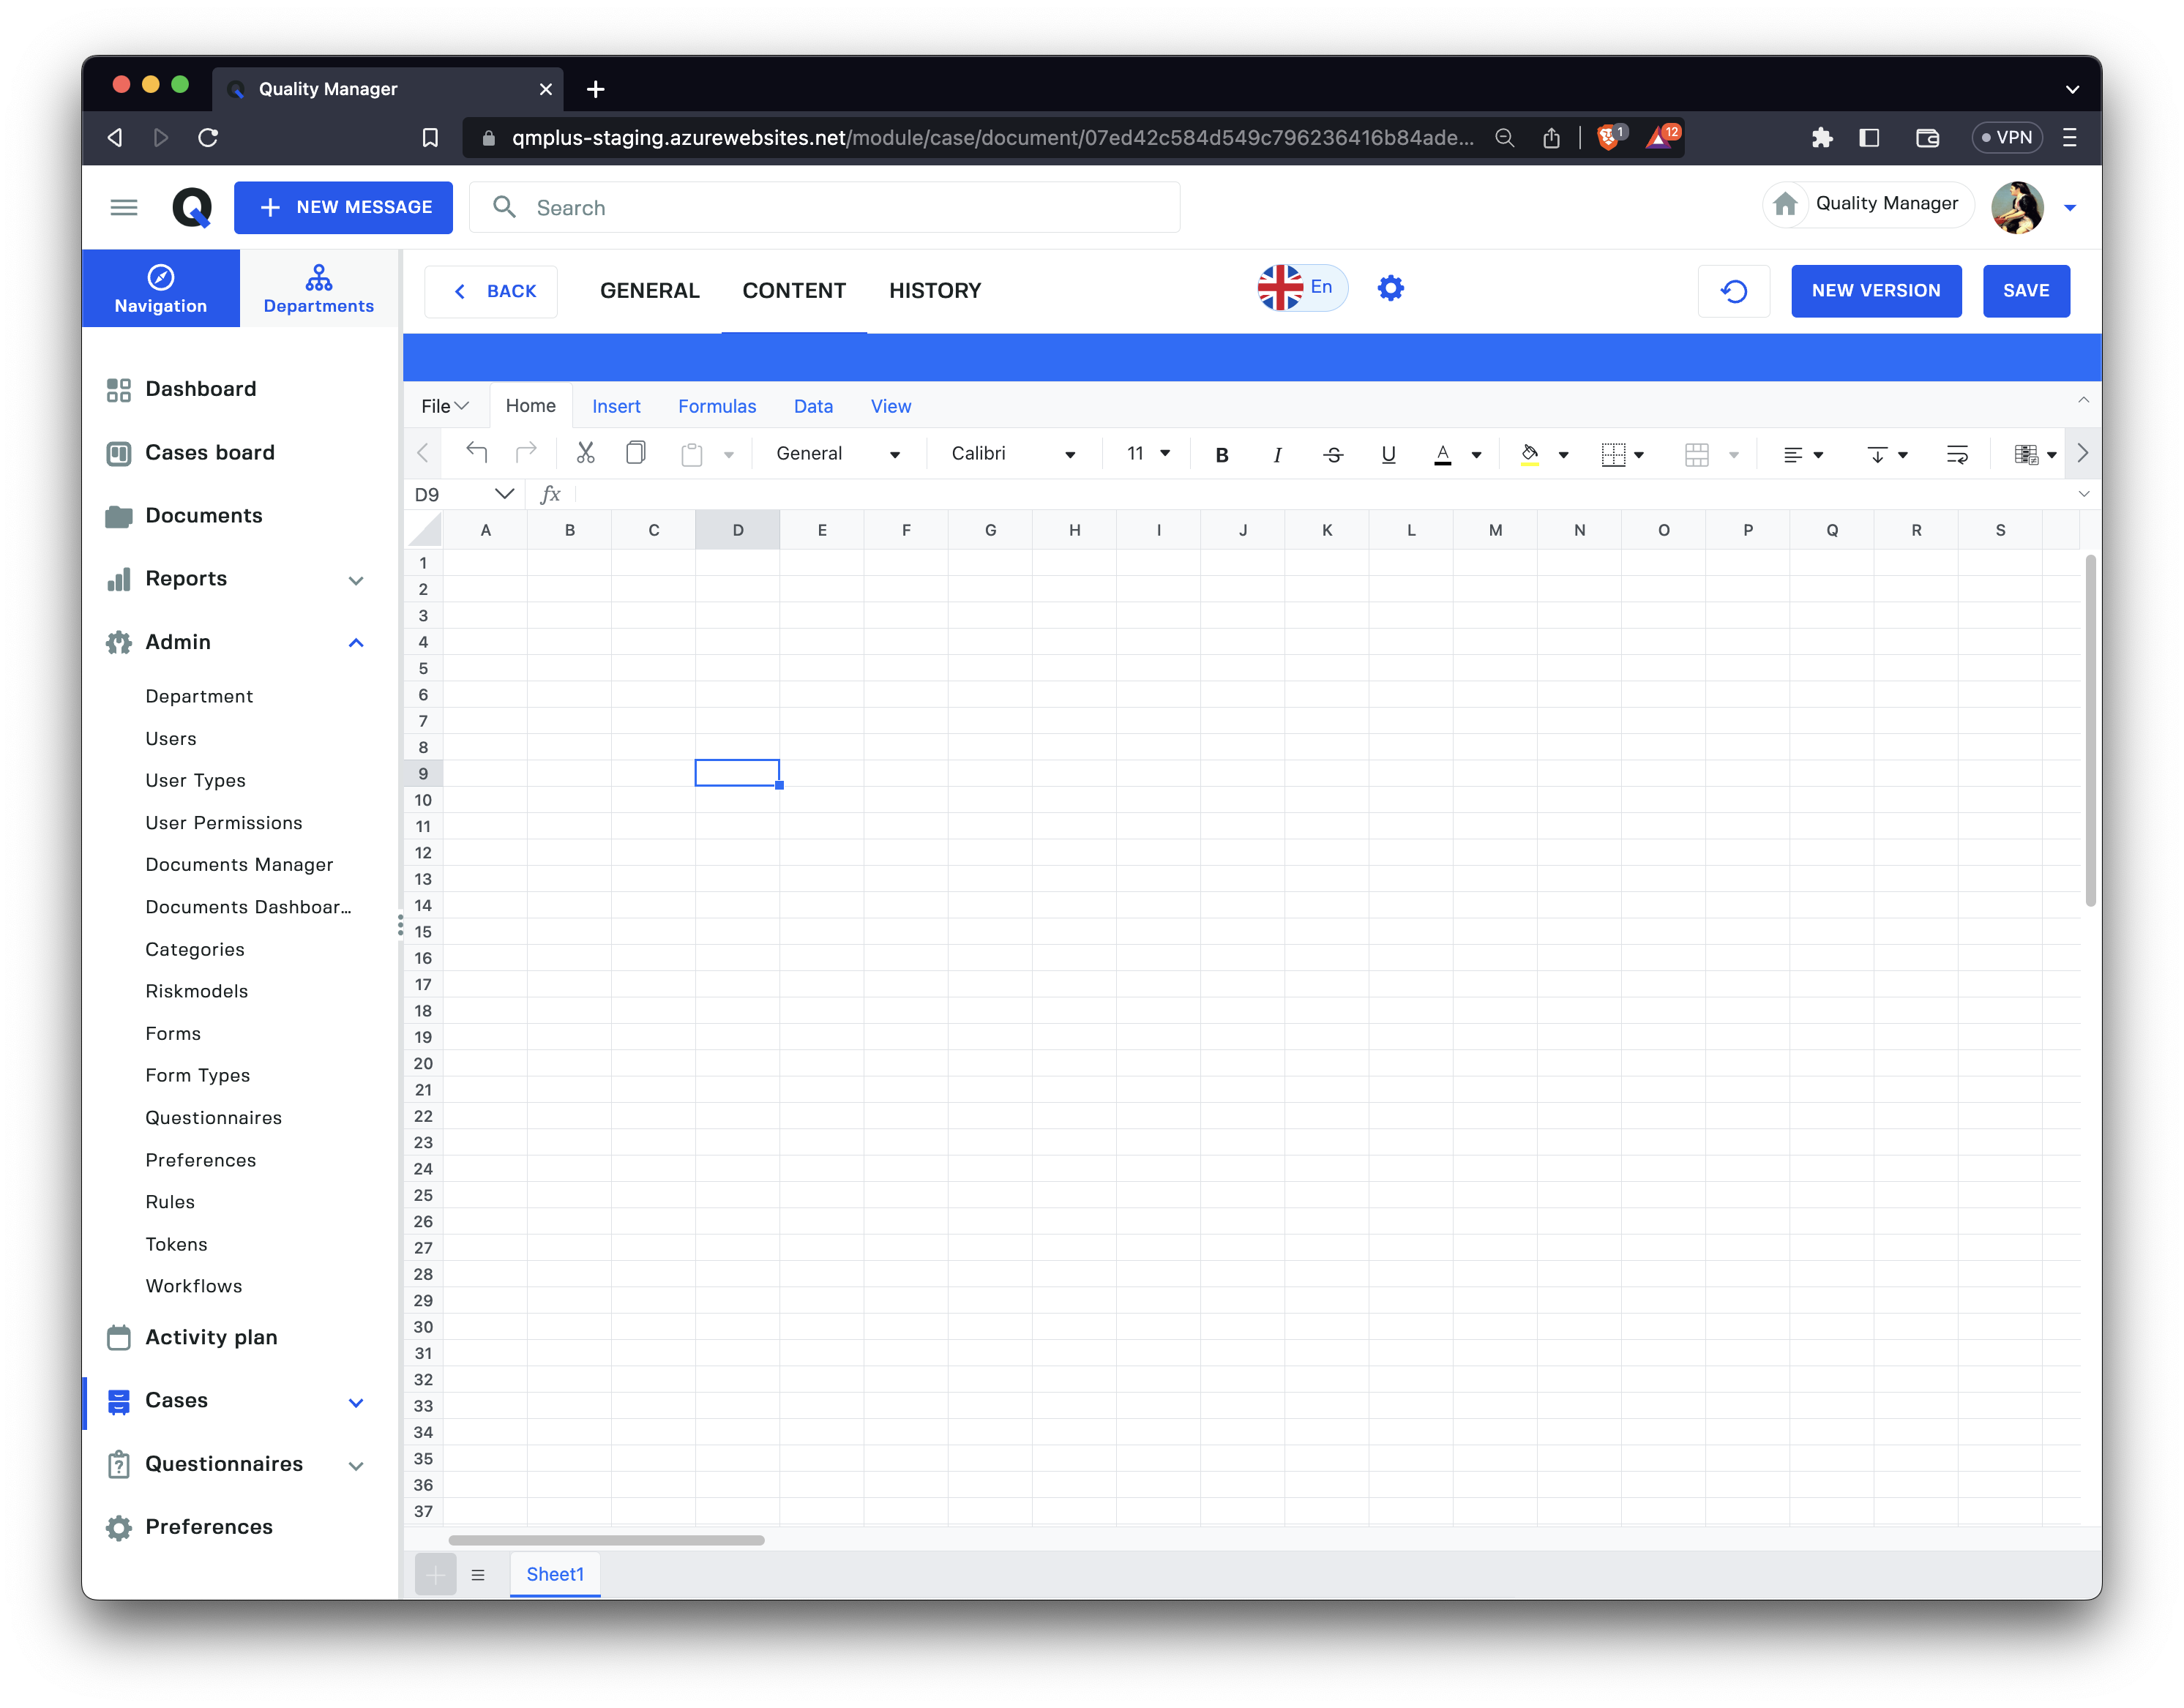 Quality Manager
qmplus-staging.azurewebsites.net/module/case/document/07ed42c584d549c796236416b84ade...
1
12
VPN
NEW MESSAGE
Search
Quality Manager
Navigation
Departments
BACK
GENERAL
CONTENT
HISTORY
En
NEW VERSION
SAVE
Dashboard
Cases board
Documents
Reports
Admin
Department
Users
User Types
User Permissions
Documents Manager
Documents Dashboar...
Categories
Riskmodels
Forms
Form Types
Questionnaires
Preferences
Rules
Tokens
Workflows
Activity plan
Cases
Questionnaires
Preferences
File
Home
Insert
Formulas
Data
View
General
Calibri
11
B
I
S
U
A
D9
fx
A B C D E F G H I J K L M N O P Q R S
1
2
3
4
5
6
7
8
9
10
11
12
13
14
15
16
17
18
19
20
21
22
23
24
25
26
27
28
29
30
31
32
33
34
35
36
37
Sheet1